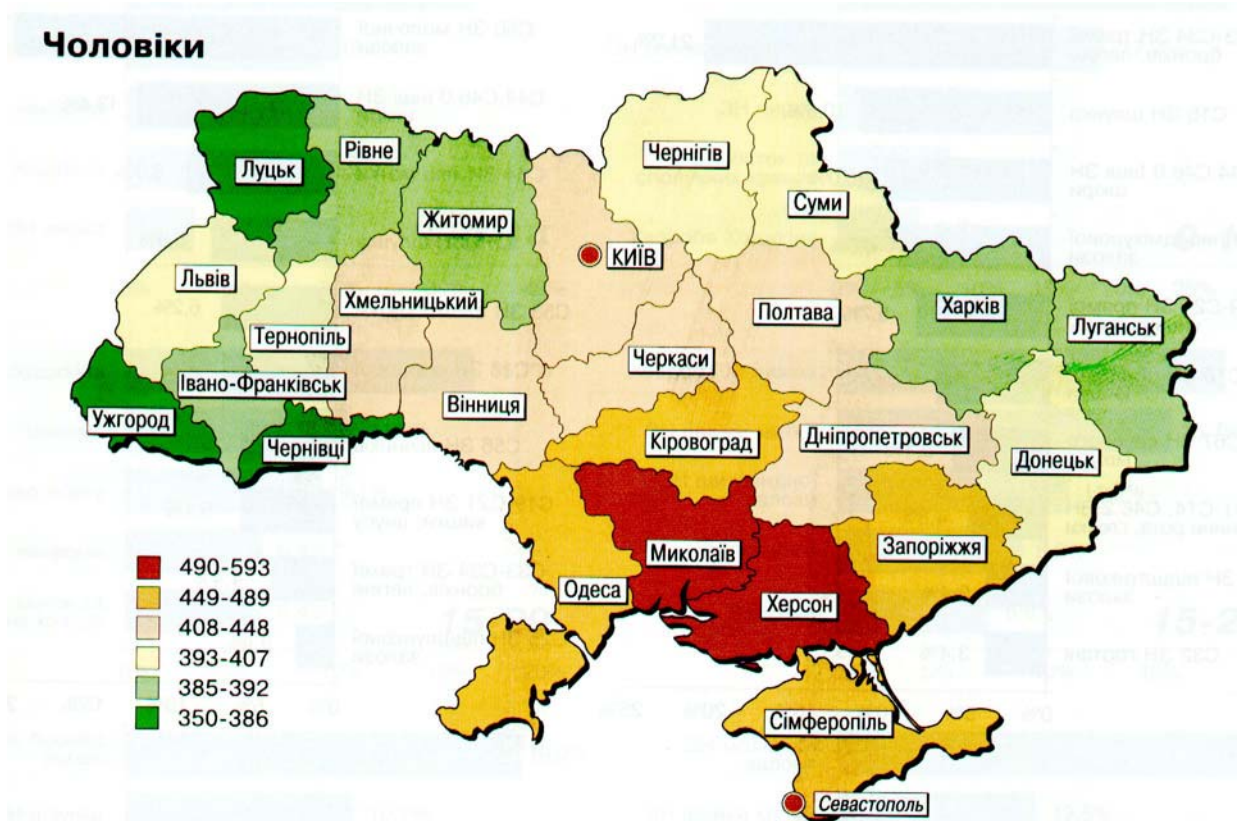 Чоловіки
Луцьк
Рівне
Житомир
Чернігів
Суми
КИЇВ
Львів
Хмельницький
Тернопіль
Івано-Франківськ
Ужгород
Чернівці
Вінниця
Черкаси
Полтава
Харків
Луганськ
Кіровоград
Дніпропетровськ
Донецьк
Запоріжжя
Миколаїв
Одеса
Херсон
Сімферопіль
Севастополь
490-593
449-489
408-448
393-407
385-392
350-386